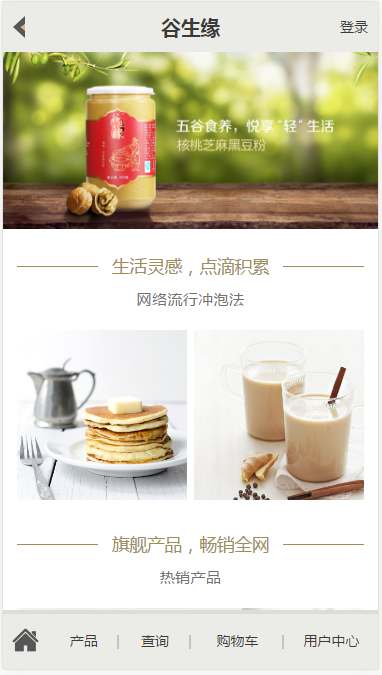 谷生缘
登录
五谷食养，悦享“轻”生活
核桃芝麻黑豆粉
生活灵感，点滴积累
网络流行冲泡法
旗舰产品，畅销全网
热销产品
产品 | 查询 | 购物车 | 用户中心